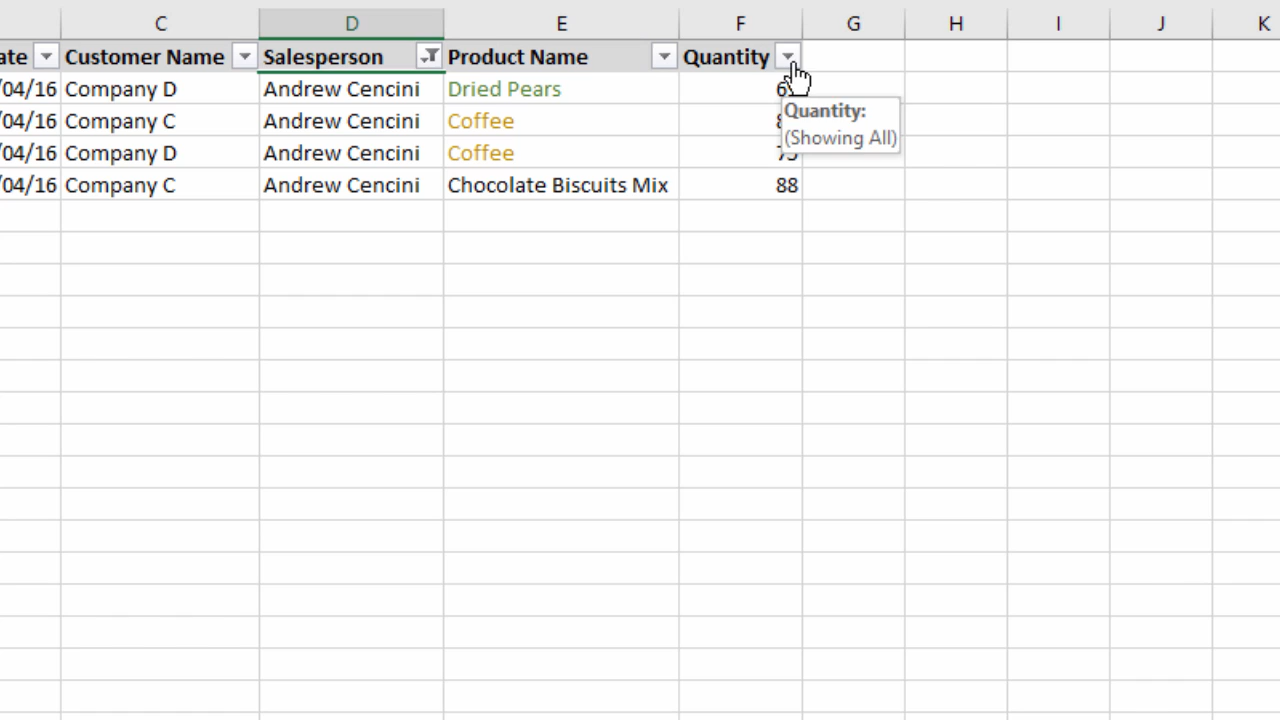 C D E F G H I J K
ate Customer Name Salesperson Product Name Quantity
/04/16 Company D Andrew Cencini Dried Pears
/04/16 Company C Andrew Cencini Coffee
/04/16 Company D Andrew Cencini Coffee
/04/16 Company C Andrew Cencini Chocolate Biscuits Mix 88
Quantity:
(Showing All)